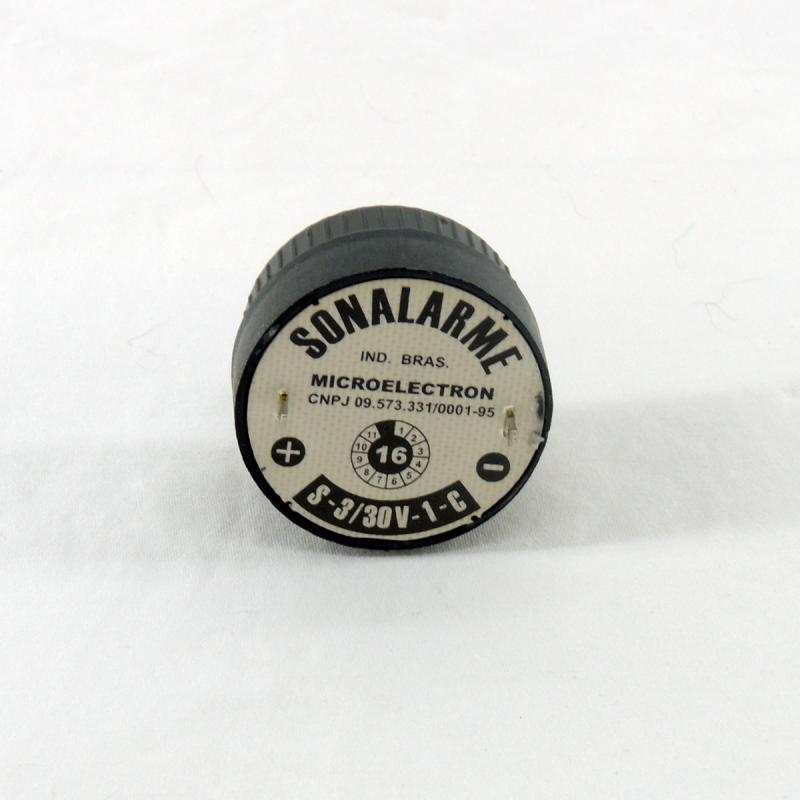 SONALARME
IND. BRAS.
MICROELECTRON
CNPJ 09.573.331/0001-95
+ −
1 2 3 4 5 6 7 8 9 10 11
16
S-3/30V-1-C